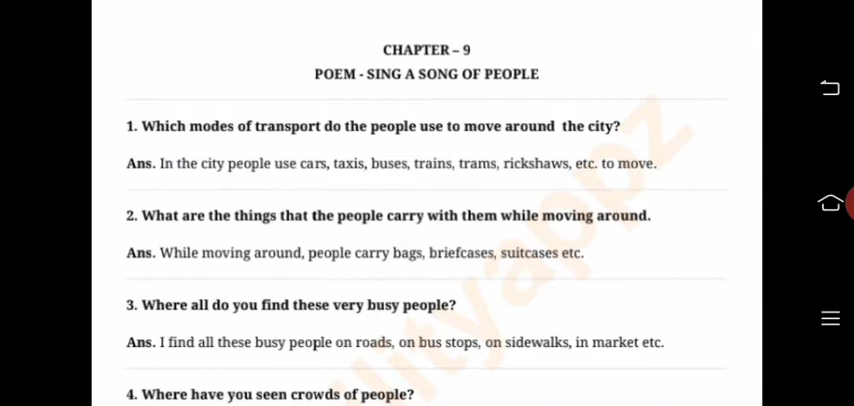 CHAPTER – 9
POEM - SING A SONG OF PEOPLE
1. Which modes of transport do the people use to move around the city?
Ans. In the city people use cars, taxis, buses, trains, trams, rickshaws, etc. to move.
2. What are the things that the people carry with them while moving around.
Ans. While moving around, people carry bags, briefcases, suitcases etc.
3. Where all do you find these very busy people?
Ans. I find all these busy people on roads, on bus stops, on sidewalks, in market etc.
4. Where have you seen crowds of people?